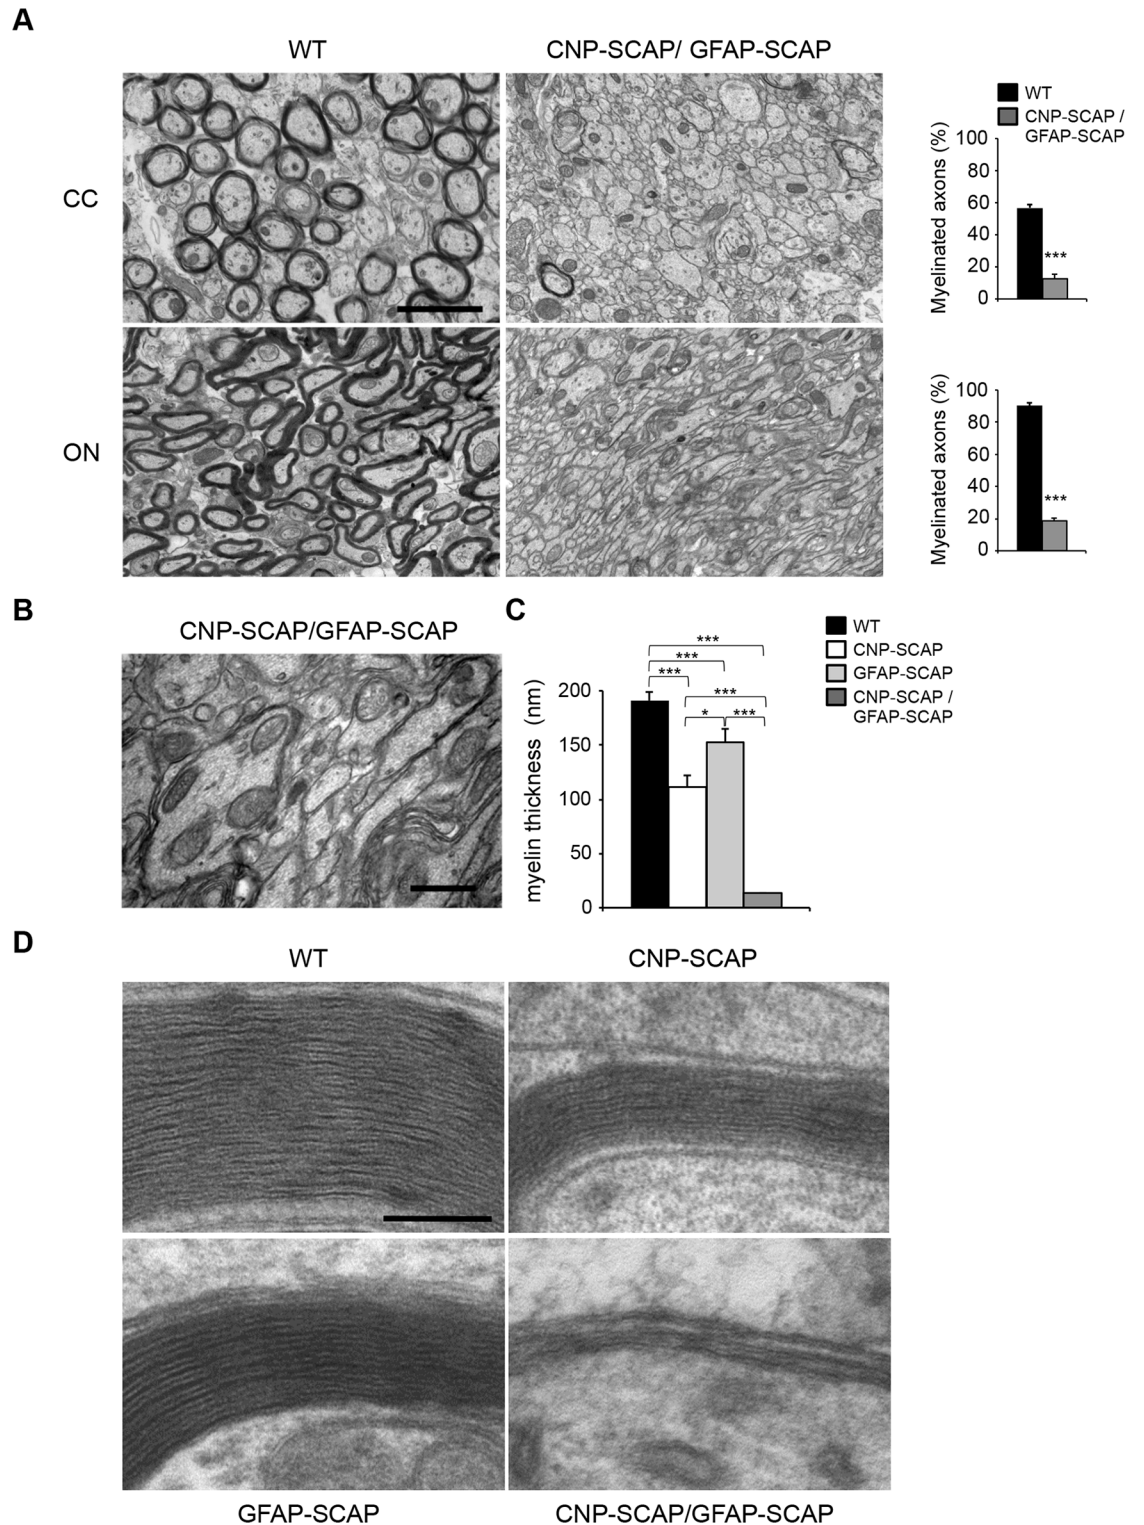 A
WT
CNP-SCAP/ GFAP-SCAP
CC
WT
CNP-SCAP /
GFAP-SCAP
Myelinated axons (%)
100
80
60
40
20
0
***
ON
Myelinated axons (%)
100
80
60
40
20
0
***
B
CNP-SCAP/GFAP-SCAP
C
WT
CNP-SCAP
GFAP-SCAP
CNP-SCAP /
GFAP-SCAP
myelin thickness (nm)
200
150
100
50
0
***
***
***
***
* ***
D
WT
CNP-SCAP
GFAP-SCAP
CNP-SCAP/GFAP-SCAP